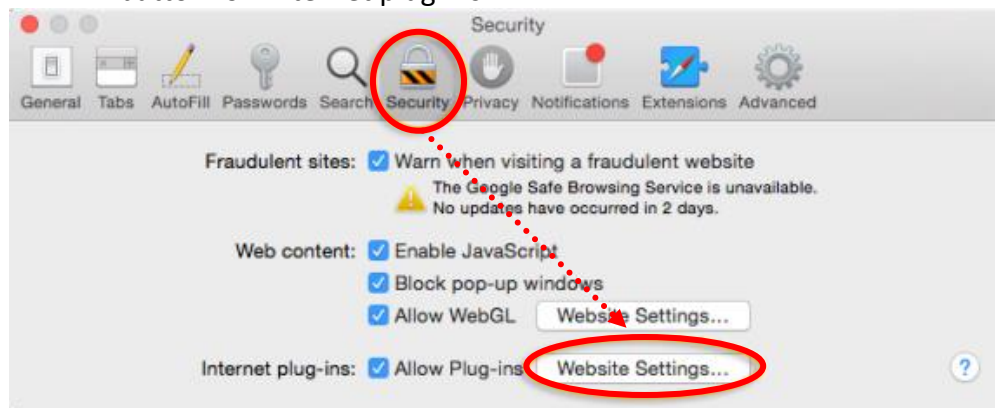 Security
General Tabs AutoFill Passwords Search Security Privacy Notifications Extensions Advanced
Fraudulent sites: Warn when visiting a fraudulent website
The Google Safe Browsing Service is unavailable.
No updates have occurred in 2 days.
Web content: Enable JavaScript
Block pop-up windows
Allow WebGL Website Settings...
Internet plug-ins: Allow Plug-ins Website Settings...
?